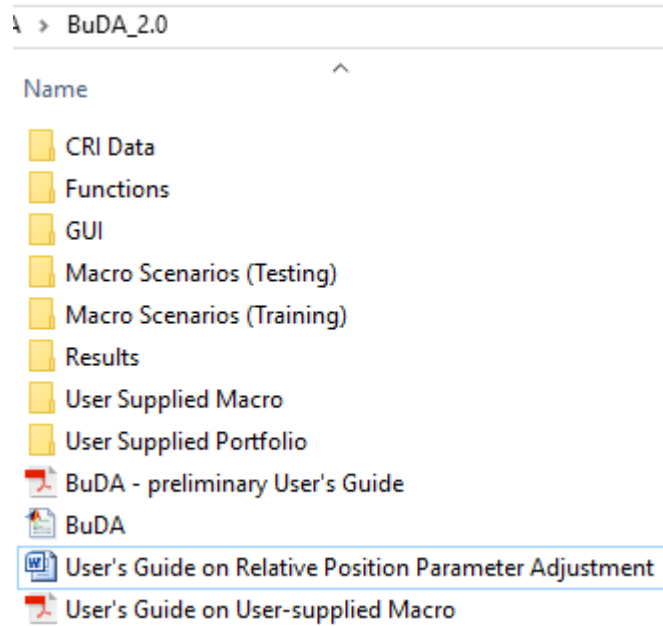 > BuDA_2.0
Name
CRI Data
Functions
GUI
Macro Scenarios (Testing)
Macro Scenarios (Training)
Results
User Supplied Macro
User Supplied Portfolio
BuDA - preliminary User's Guide
BuDA
User's Guide on Relative Position Parameter Adjustment
User's Guide on User-supplied Macro